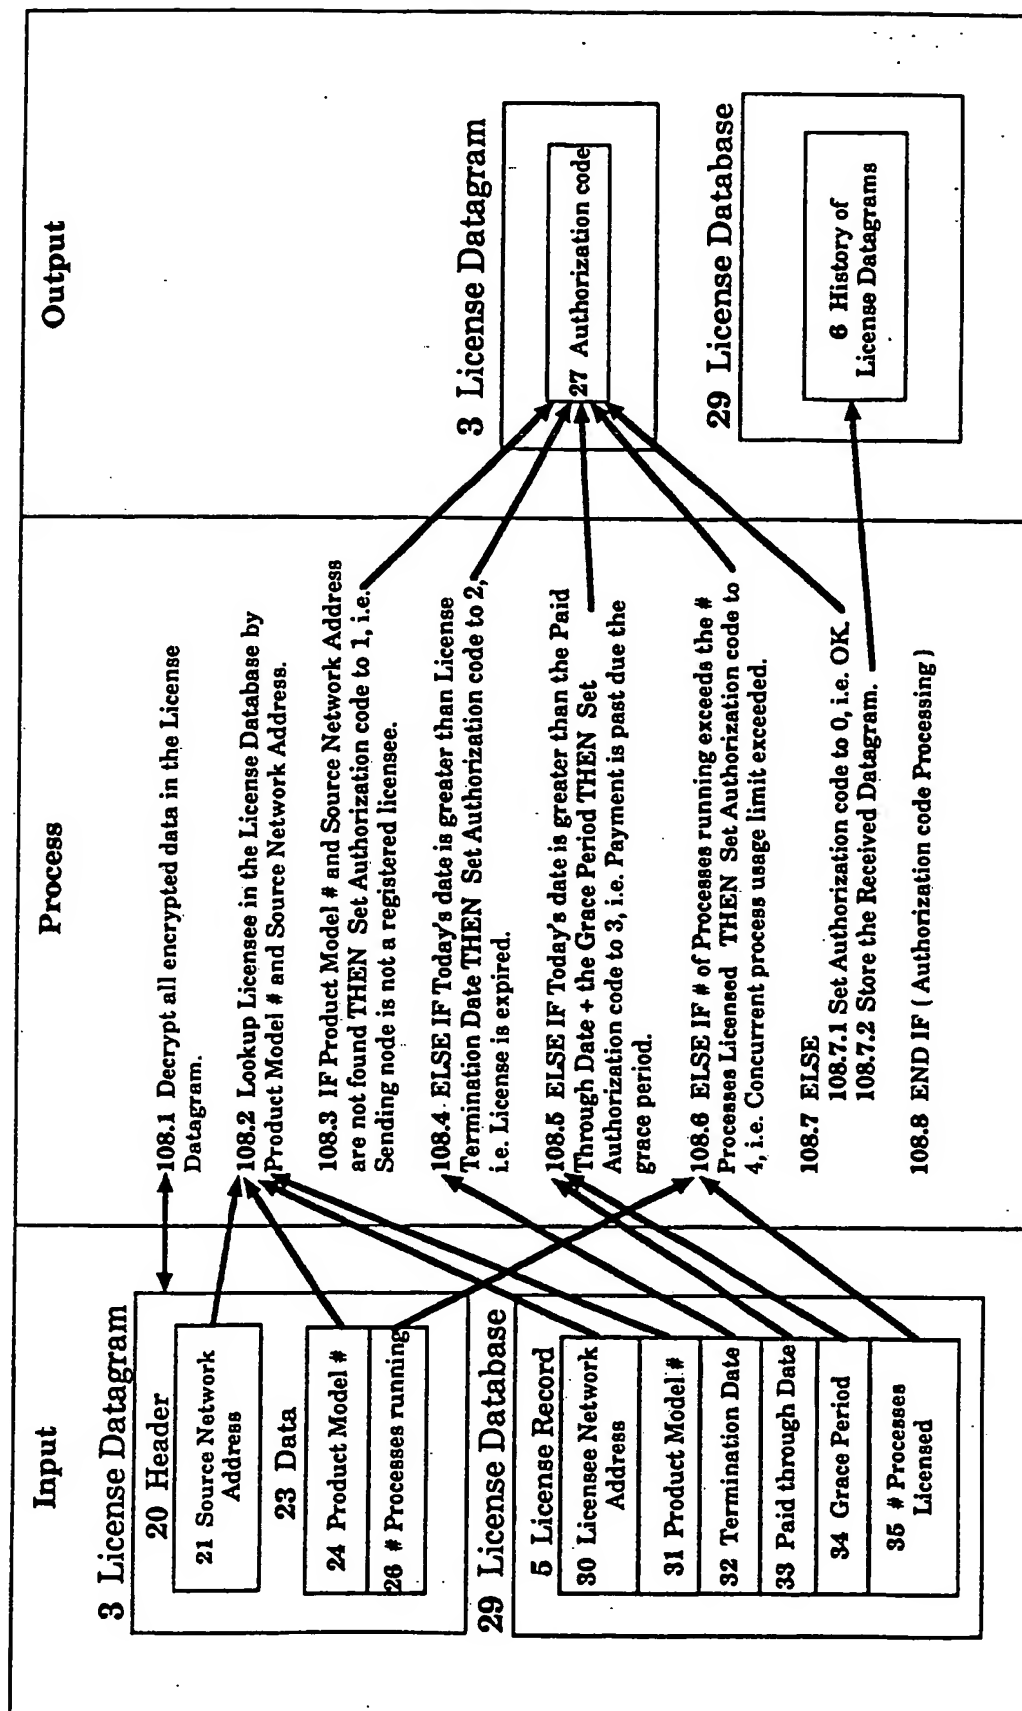 Input
3 License Datagram
20 Header
21 Source Network
Address
23 Data
24 Product Model #
26 # Processes running
29 License Database
5 License Record
30 Licensee Network
Address
31 Product Model #
32 Termination Date
33 Paid through Date
34 Grace Period
35 # Processes
Licensed
Process
108.1 Decrypt all encrypted data in the License
Datagram.
108.2 Lookup Licensee in the License Database by
Product Model # and Source Network Address.
108.3 IF Product Model # and Source Network Address
are not found THEN Set Authorization code to 1, i.e.
Sending node is not a registered licensee.
108.4 ELSE IF Today's date is greater than License
Termination Date THEN Set Authorization code to 2,
i.e. License is expired.
108.5 ELSE IF Today's date is greater than the Paid
Through Date + the Grace Period THEN Set
Authorization code to 3, i.e. Payment is past due the
grace period.
108.6 ELSE IF # of Processes running exceeds the #
Processes Licensed THEN Set Authorization code to
4, i.e. Concurrent process usage limit exceeded.
108.7 ELSE
108.7.1 Set Authorization code to 0, i.e. OK.
108.7.2 Store the Received Datagram.
108.8 END IF ( Authorization code Processing )
Output
3 License Datagram
27 Authorization code
29 License Database
6 History of
License Datagrams